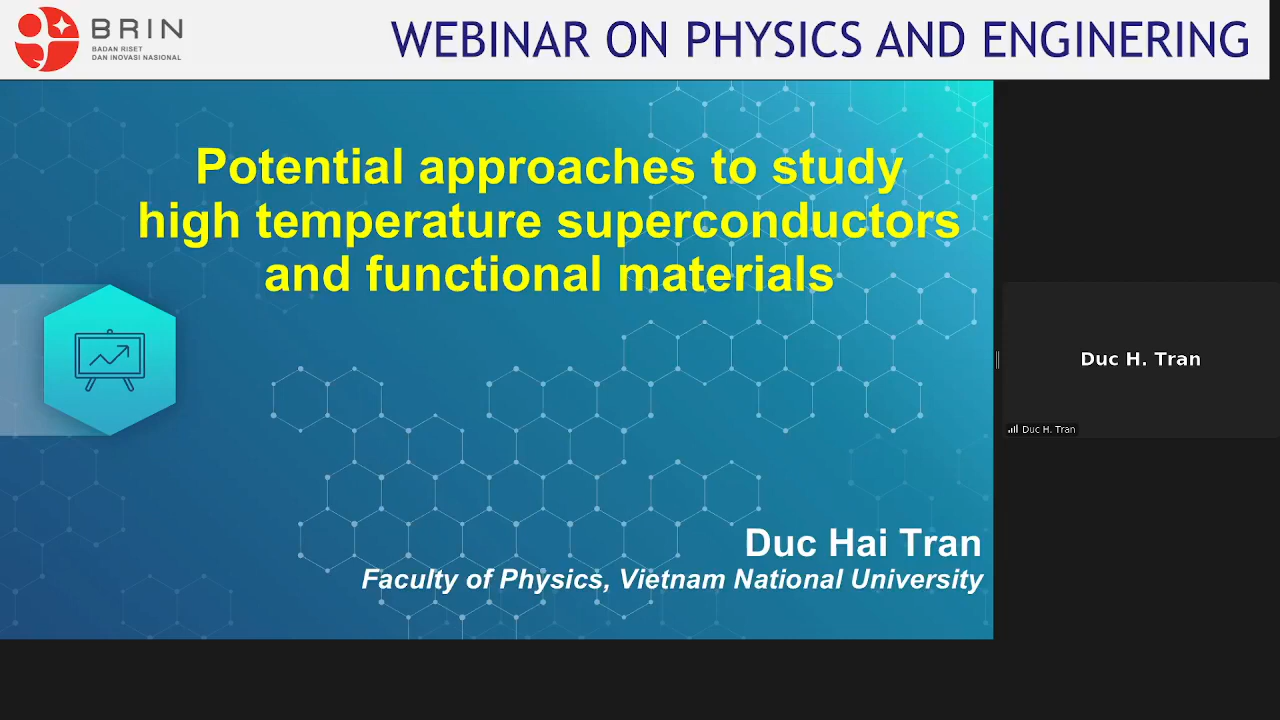 BRIN
BADAN RISET
DAN INOVASI NASIONAL
WEBINAR ON PHYSICS AND ENGINERING
Potential approaches to study
high temperature superconductors
and functional materials
Duc H. Tran
Duc H. Tran
Duc Hai Tran
Faculty of Physics, Vietnam National University